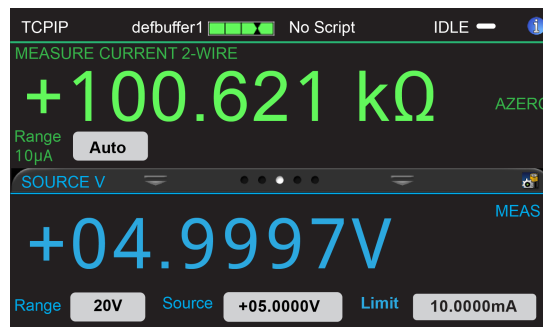 TCPIP defbuffer1 No Script IDLE
MEASURE CURRENT 2-WIRE
+100.621 kΩ
AZERO
Range
10µA
Auto
SOURCE V
MEAS
+04.9997V
Range 20V Source +05.0000V Limit 10.0000mA